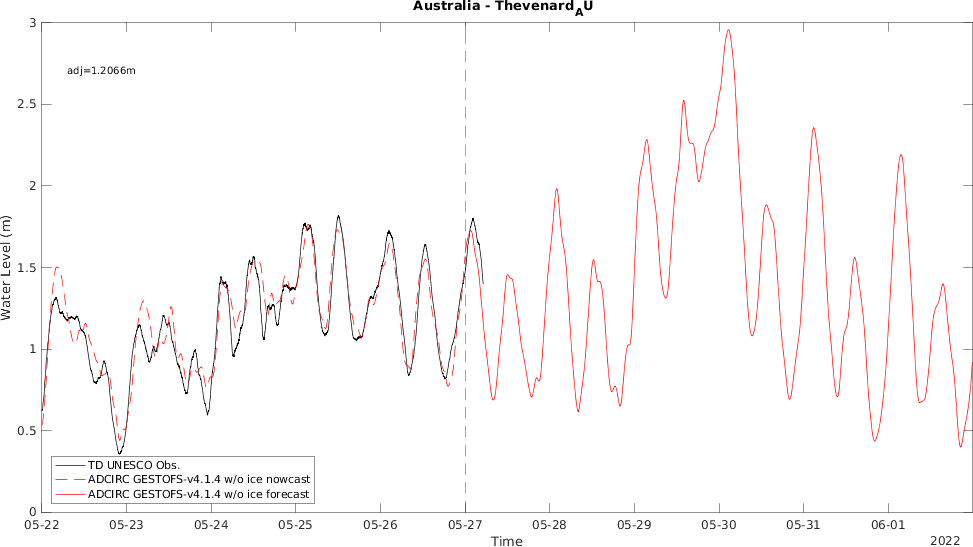 Australia - Thevenard_AU
adj=1.2066m
Water Level (m)
3
2.5
2
1.5
1
0.5
0
TD UNESCO Obs.
ADCIRC GESTOFS-v4.1.4 w/o ice nowcast
ADCIRC GESTOFS-v4.1.4 w/o ice forecast
05-22 05-23 05-24 05-25 05-26 05-27 05-28 05-29 05-30 05-31 06-01
Time
2022